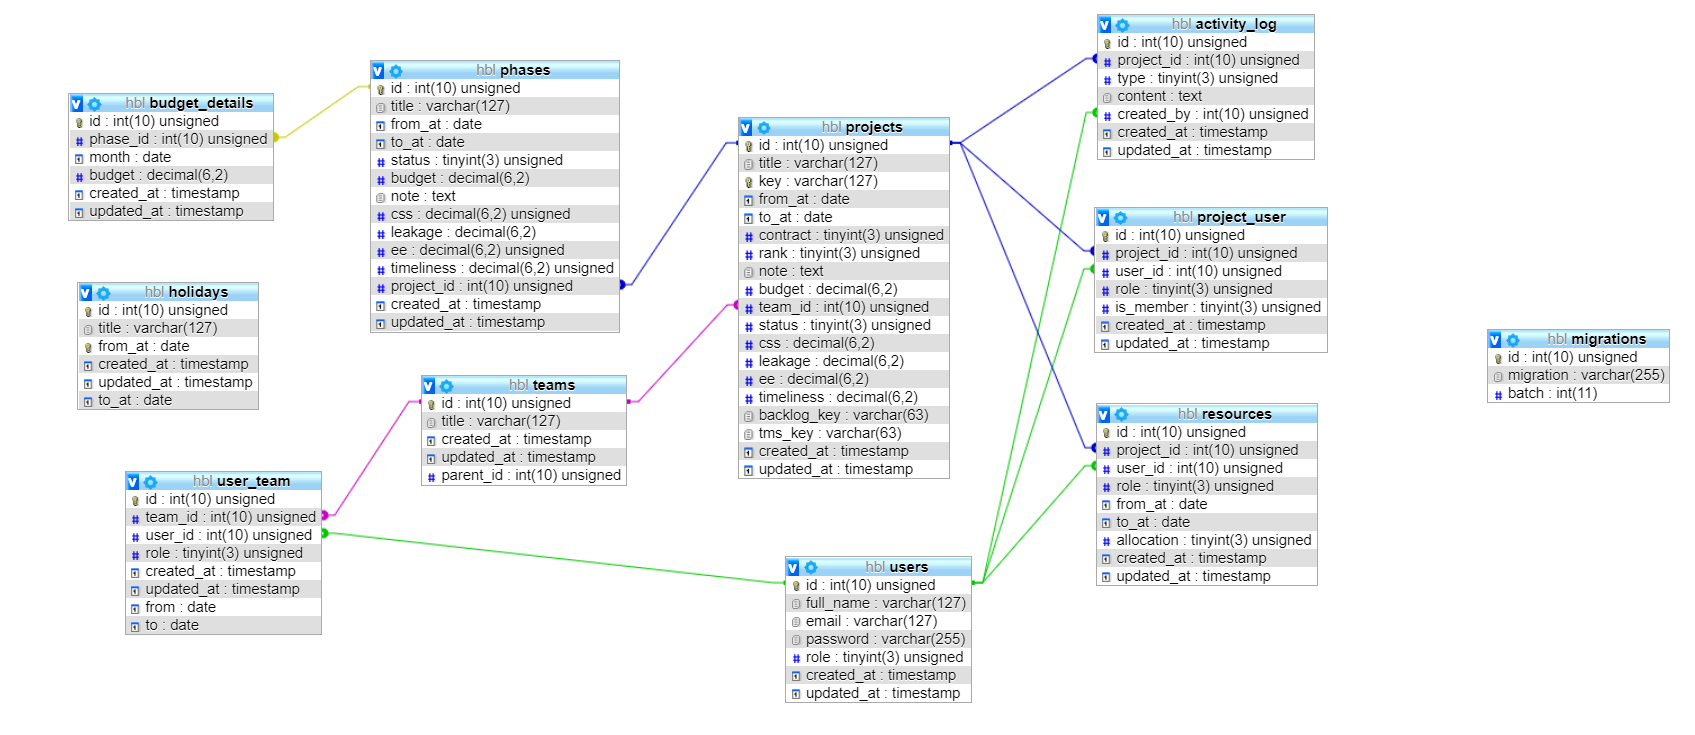 hbl budget_details
id : int(10) unsigned
phase_id : int(10) unsigned
month : date
budget : decimal(6,2)
created_at : timestamp
updated_at : timestamp
hbl holidays
id : int(10) unsigned
title : varchar(127)
from_at : date
created_at : timestamp
updated_at : timestamp
to_at : date
hbl user_team
id : int(10) unsigned
team_id : int(10) unsigned
user_id : int(10) unsigned
role : tinyint(3) unsigned
created_at : timestamp
updated_at : timestamp
from : date
to : date
hbl phases
id : int(10) unsigned
title : varchar(127)
from_at : date
to_at : date
status : tinyint(3) unsigned
budget : decimal(6,2)
note : text
css : decimal(6,2) unsigned
leakage : decimal(6,2)
ee : decimal(6,2) unsigned
timeliness : decimal(6,2) unsigned
project_id : int(10) unsigned
created_at : timestamp
updated_at : timestamp
hbl teams
id : int(10) unsigned
title : varchar(127)
created_at : timestamp
updated_at : timestamp
parent_id : int(10) unsigned
hbl projects
id : int(10) unsigned
title : varchar(127)
key : varchar(127)
from_at : date
to_at : date
contract : tinyint(3) unsigned
rank : tinyint(3) unsigned
note : text
budget : decimal(6,2)
team_id : int(10) unsigned
status : tinyint(3) unsigned
css : decimal(6,2)
leakage : decimal(6,2)
ee : decimal(6,2)
timeliness : decimal(6,2)
backlog_key : varchar(63)
tms_key : varchar(63)
created_at : timestamp
updated_at : timestamp
hbl users
id : int(10) unsigned
full_name : varchar(127)
email : varchar(127)
password : varchar(255)
role : tinyint(3) unsigned
created_at : timestamp
updated_at : timestamp
hbl activity_log
id : int(10) unsigned
project_id : int(10) unsigned
type : tinyint(3) unsigned
content : text
created_by : int(10) unsigned
created_at : timestamp
updated_at : timestamp
hbl project_user
id : int(10) unsigned
project_id : int(10) unsigned
user_id : int(10) unsigned
role : tinyint(3) unsigned
is_member : tinyint(3) unsigned
created_at : timestamp
updated_at : timestamp
hbl resources
id : int(10) unsigned
project_id : int(10) unsigned
user_id : int(10) unsigned
role : tinyint(3) unsigned
from_at : date
to_at : date
allocation : tinyint(3) unsigned
created_at : timestamp
updated_at : timestamp
hbl migrations
id : int(10) unsigned
migration : varchar(255)
batch : int(11)